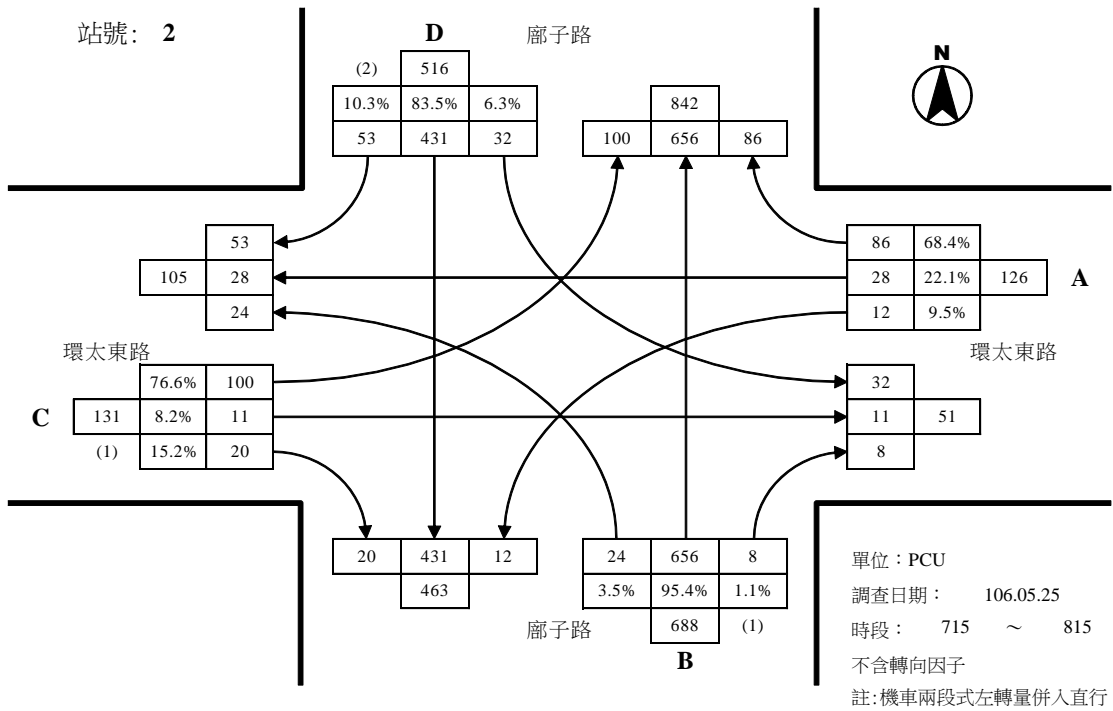 站號: 2
D
廍子路
N
(2)
516
10.3% 83.5% 6.3%
53 431 32
842
100 656 86
53
105 28
24
86 68.4%
28 22.1% 126
12 9.5%
A
環太東路
環太東路
76.6% 100
C
131 8.2% 11
(1)
15.2% 20
32
11 51
8
20 431 12
463
24 656 8
3.5% 95.4% 1.1%
688
(1)
廍子路
B
單位：PCU
調查日期： 106.05.25
時段： 715 ～ 815
不含轉向因子
註:機車兩段式左轉量併入直行